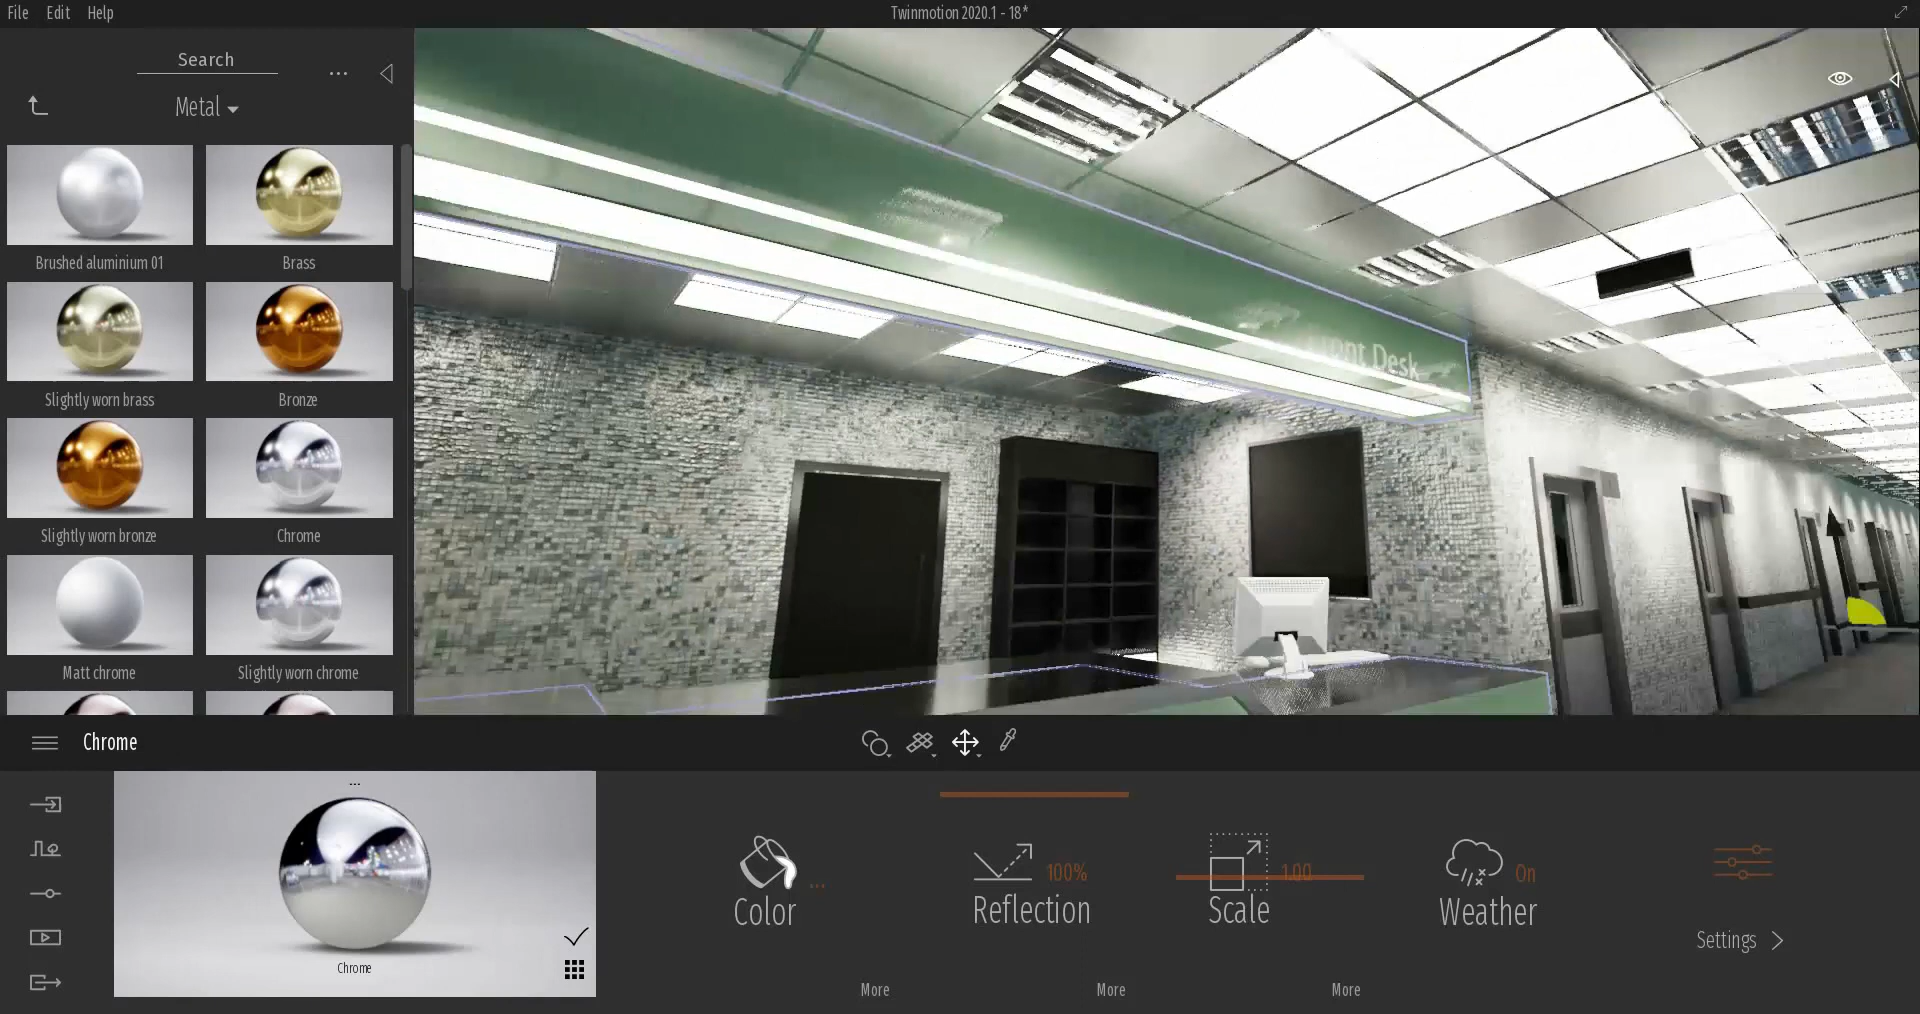 File Edit Help
Twinmotion 2020.1 - 18*
Search
...
Metal
Brushed aluminium 01
Brass
Slightly worn brass
Bronze
Slightly worn bronze
Chrome
Matt chrome
Slightly worn chrome
Desk
Chrome
...
Chrome
Color
...
Reflection
100%
Scale
1.00
Weather
On
Settings
More
More
More